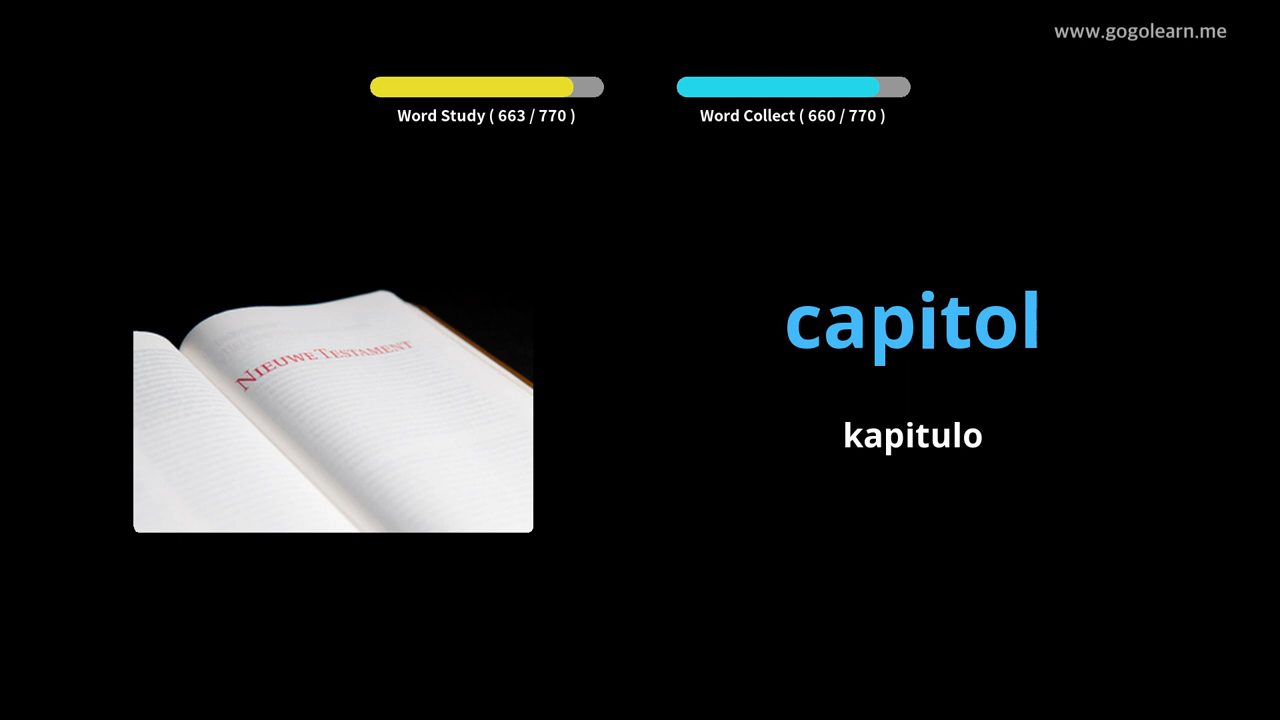 www.gogolearn.me
Word Study ( 663 / 770 )
Word Collect ( 660 / 770 )
NIEUWE TESTAMENT
capitol
kapitulo